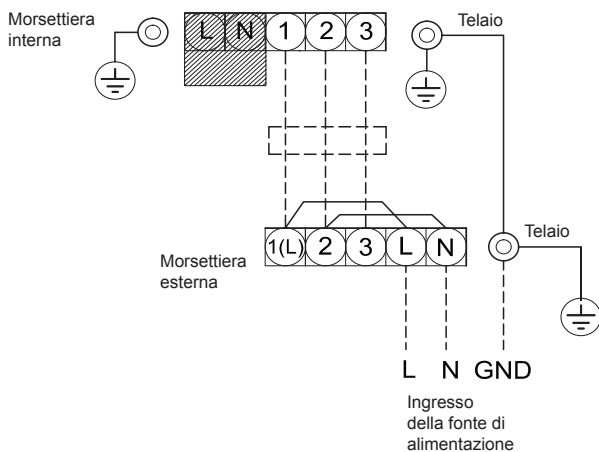 Morsettiera
interna
L N 1 2 3
Telaio
1(L) 2 3 L N
Telaio
Morsettiera
esterna
L N GND
Ingresso
della fonte di
alimentazione